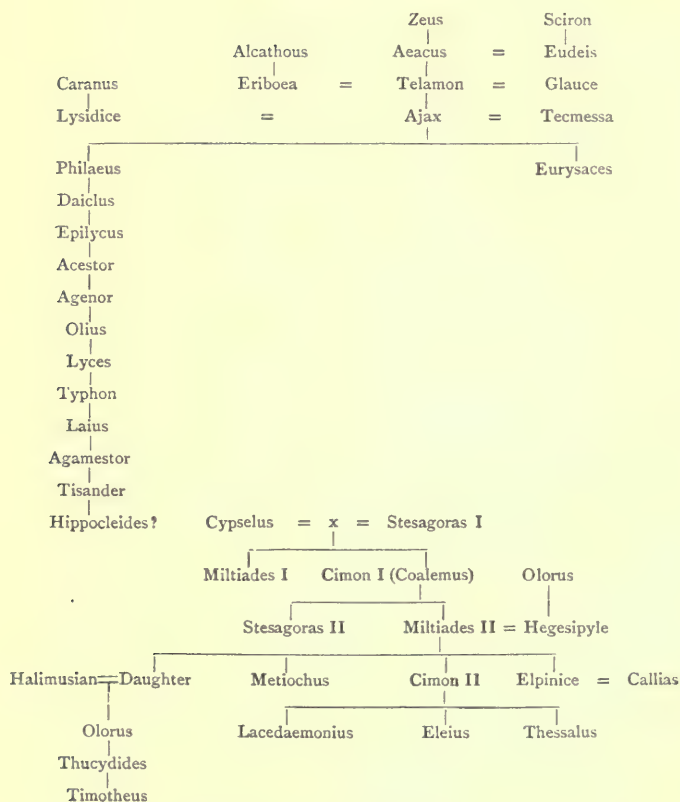 Zeus Sciron
Alcathous Aeacus = Eudeis
Caranus Eriboea = Telamon = Glauce
Lysidice = Ajax = Tecmessa
Philaeus Eurysaces
Daiclus
Epilycus
Acestor
Agenor
Olius
Lyces
Typhon
Laius
Agamestor
Tisander
Hippocleides? Cypselus = x = Stesagoras I
Miltiades I Cimon I (Coalemus) Olorus
Stesagoras II Miltiades II = Hegesipyle
Halimusian=Daughter Metiochus Cimon II Elpinice = Callias
Olorus Lacedaemonius Eleius Thessalus
Thucydides
Timotheus